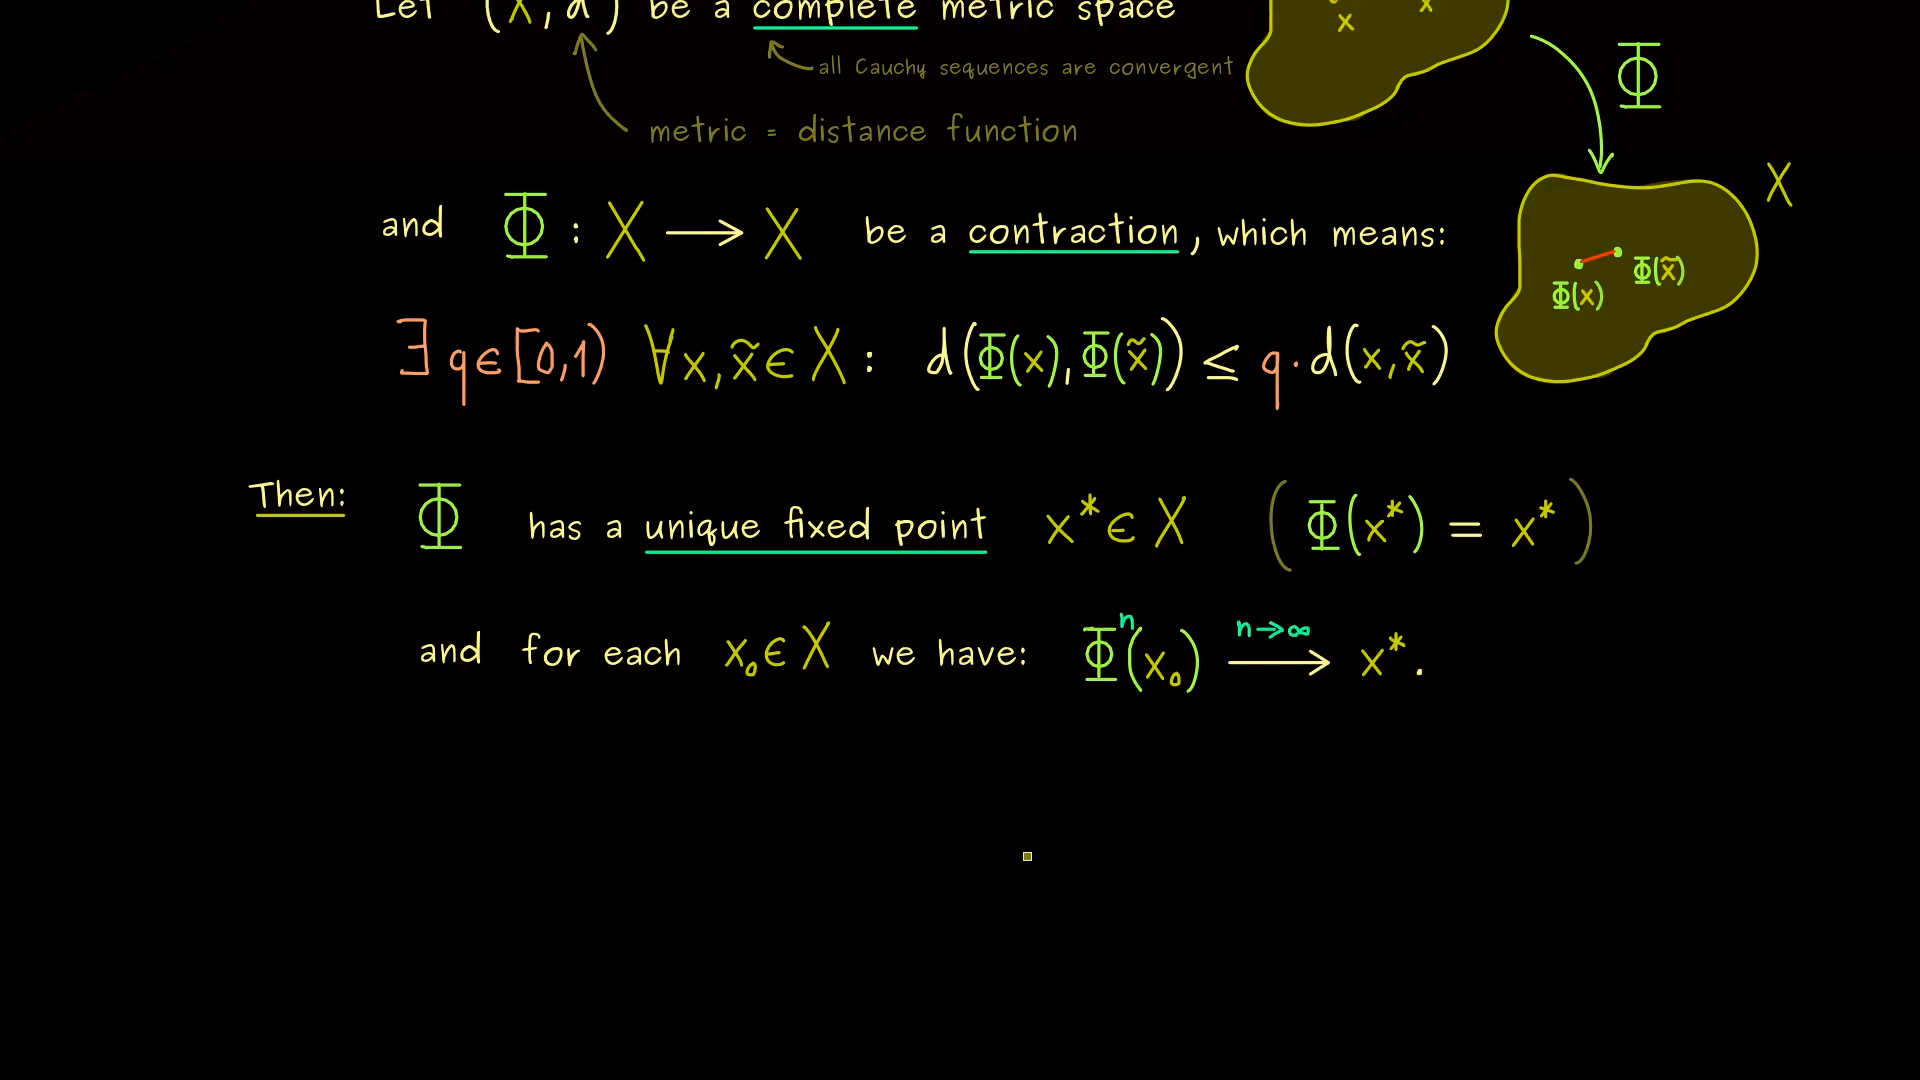 Let (X, d) be a complete metric space
x x
all Cauchy sequences are convergent
Φ
metric = distance function
X
and Φ : X ⟶ X be a contraction, which means:
Φ(x) Φ(x̃)
∃ q ∈ [0,1) ∀ x, x̃ ∈ X : d(Φ(x), Φ(x̃)) ≤ q · d(x, x̃)
Then: Φ has a unique fixed point x* ∈ X (Φ(x*) = x*)
and for each x₀ ∈ X we have: Φⁿ(x₀) ⟶ x*.
n→∞